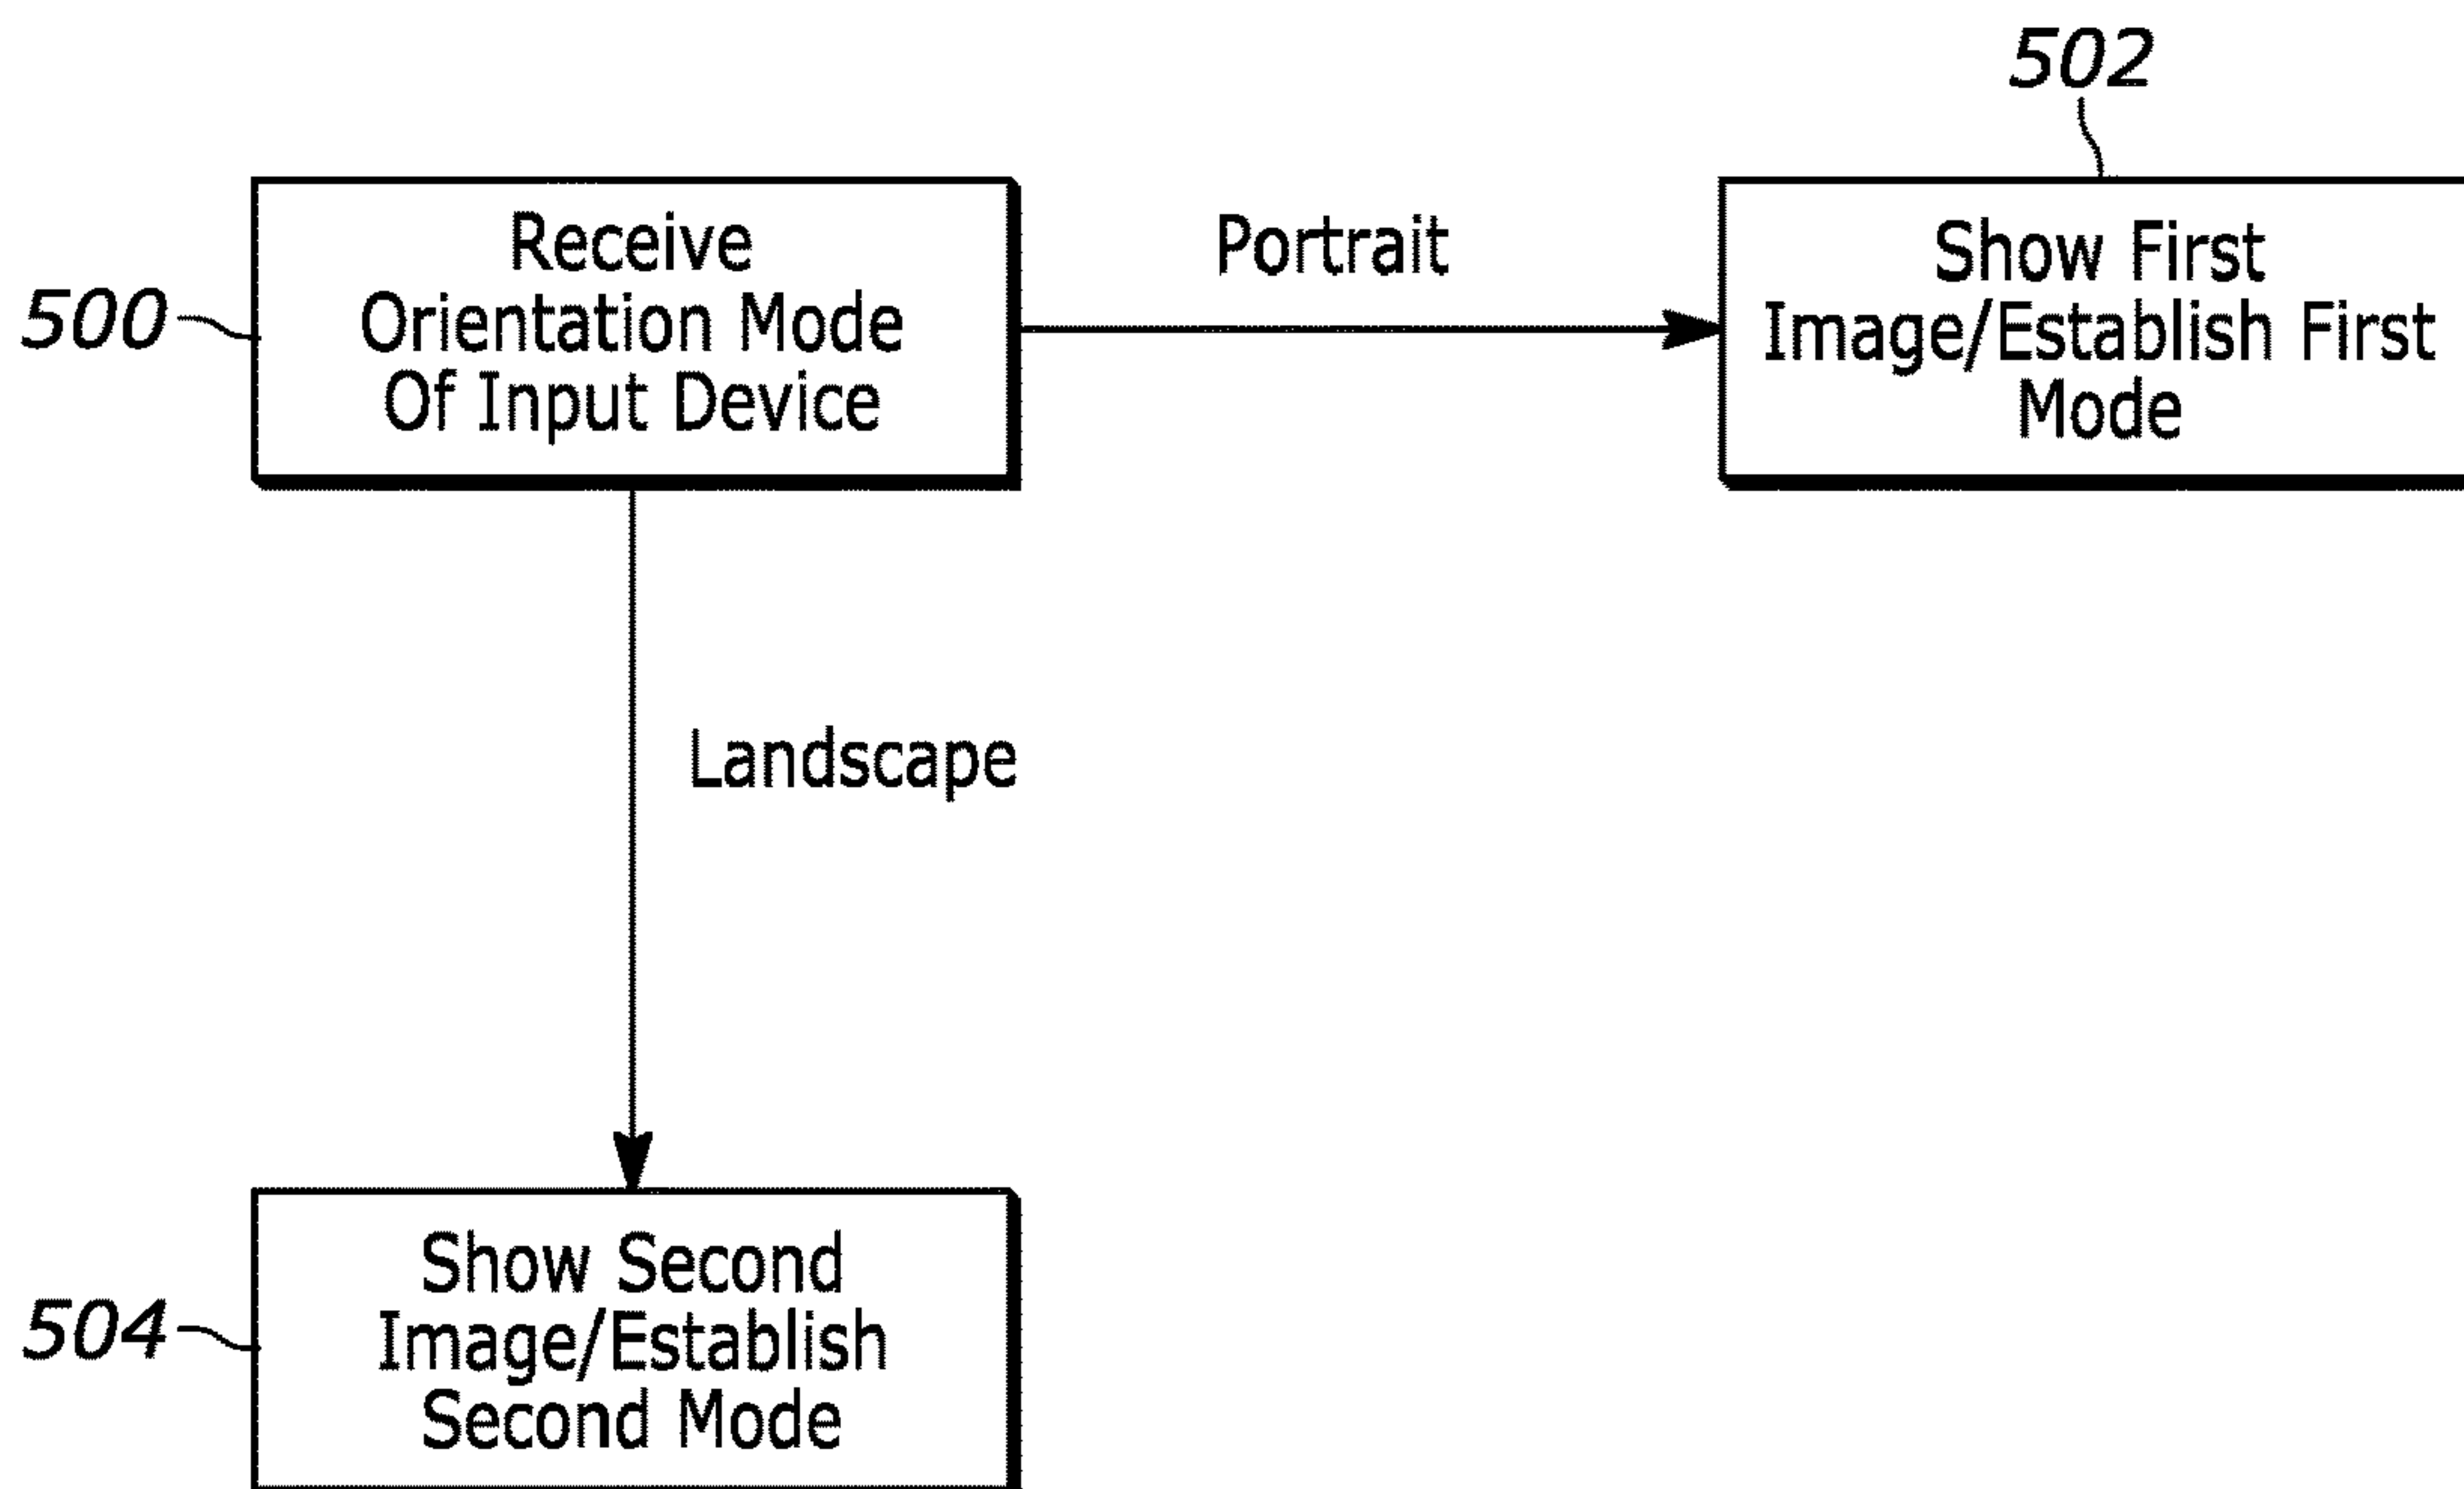 502
500
Receive
Orientation Mode
Of Input Device
Portrait
Show First
Image/Establish First
Mode
Landscape
504
Show Second
Image/Establish
Second Mode